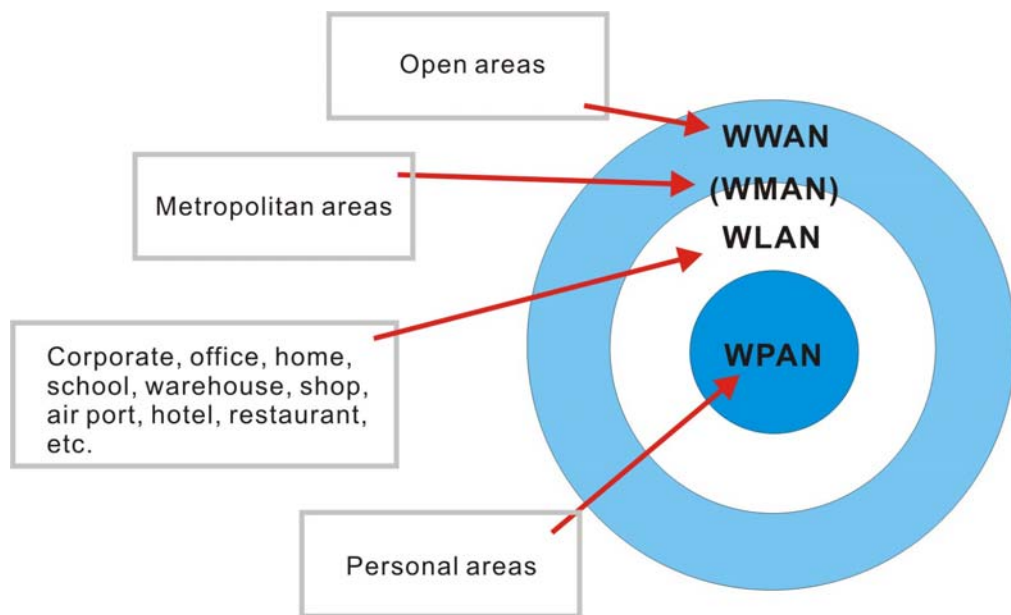 Open areas
WWAN
(WMAN)
Metropolitan areas
WLAN
Corporate, office, home,
school, warehouse, shop,
air port, hotel, restaurant,
etc.
WPAN
Personal areas